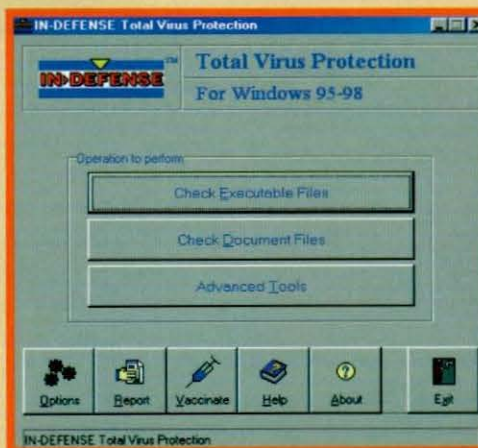 IN-DEFENSE Total Virus Protection
IN▸DEFENSE™
Total Virus Protection
For Windows 95-98
Operation to perform
Check Executable Files
Check Document Files
Advanced Tools
Options Report Vaccinate Help About Exit
IN-DEFENSE Total Virus Protection